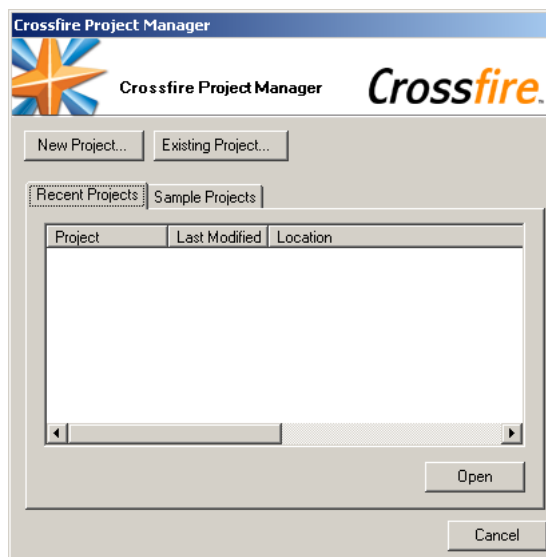 Crossfire Project Manager
Crossfire Project Manager
Crossfire
New Project... Existing Project...
Recent Projects Sample Projects
Project Last Modified Location
Open
Cancel